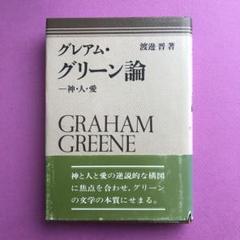 グレアム・
グリーン論
渡邊晋著
―神・人・愛
GRAHAM
GREENE
神と人と愛の逆説的な構図
に焦点を合わせ，グリーン
の文学の本質にせまる。